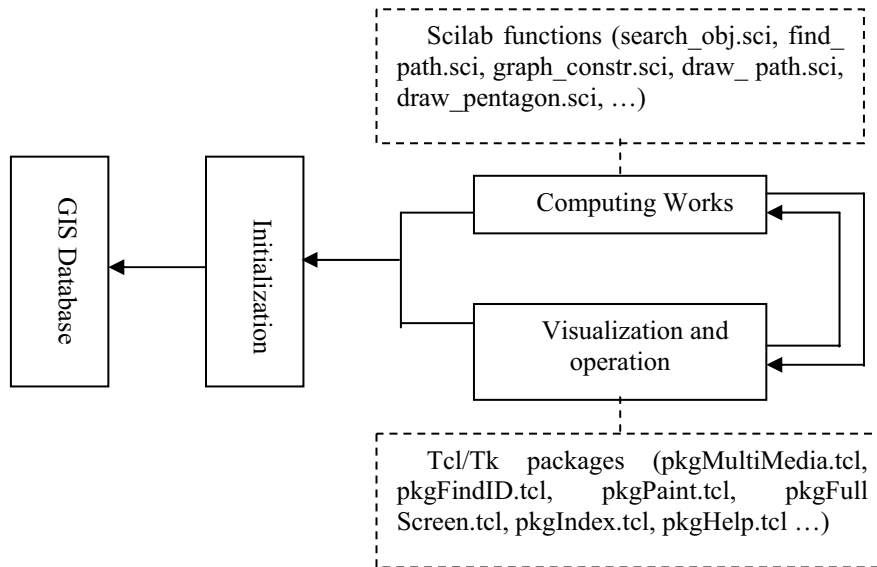 Scilab functions (search_obj.sci, find_
path.sci, graph_constr.sci, draw_ path.sci,
draw_pentagon.sci, …)
GIS Database
Initialization
Computing Works
Visualization and
operation
Tcl/Tk packages (pkgMultiMedia.tcl,
pkgFindID.tcl, pkgPaint.tcl, pkgFull
Screen.tcl, pkgIndex.tcl, pkgHelp.tcl …)